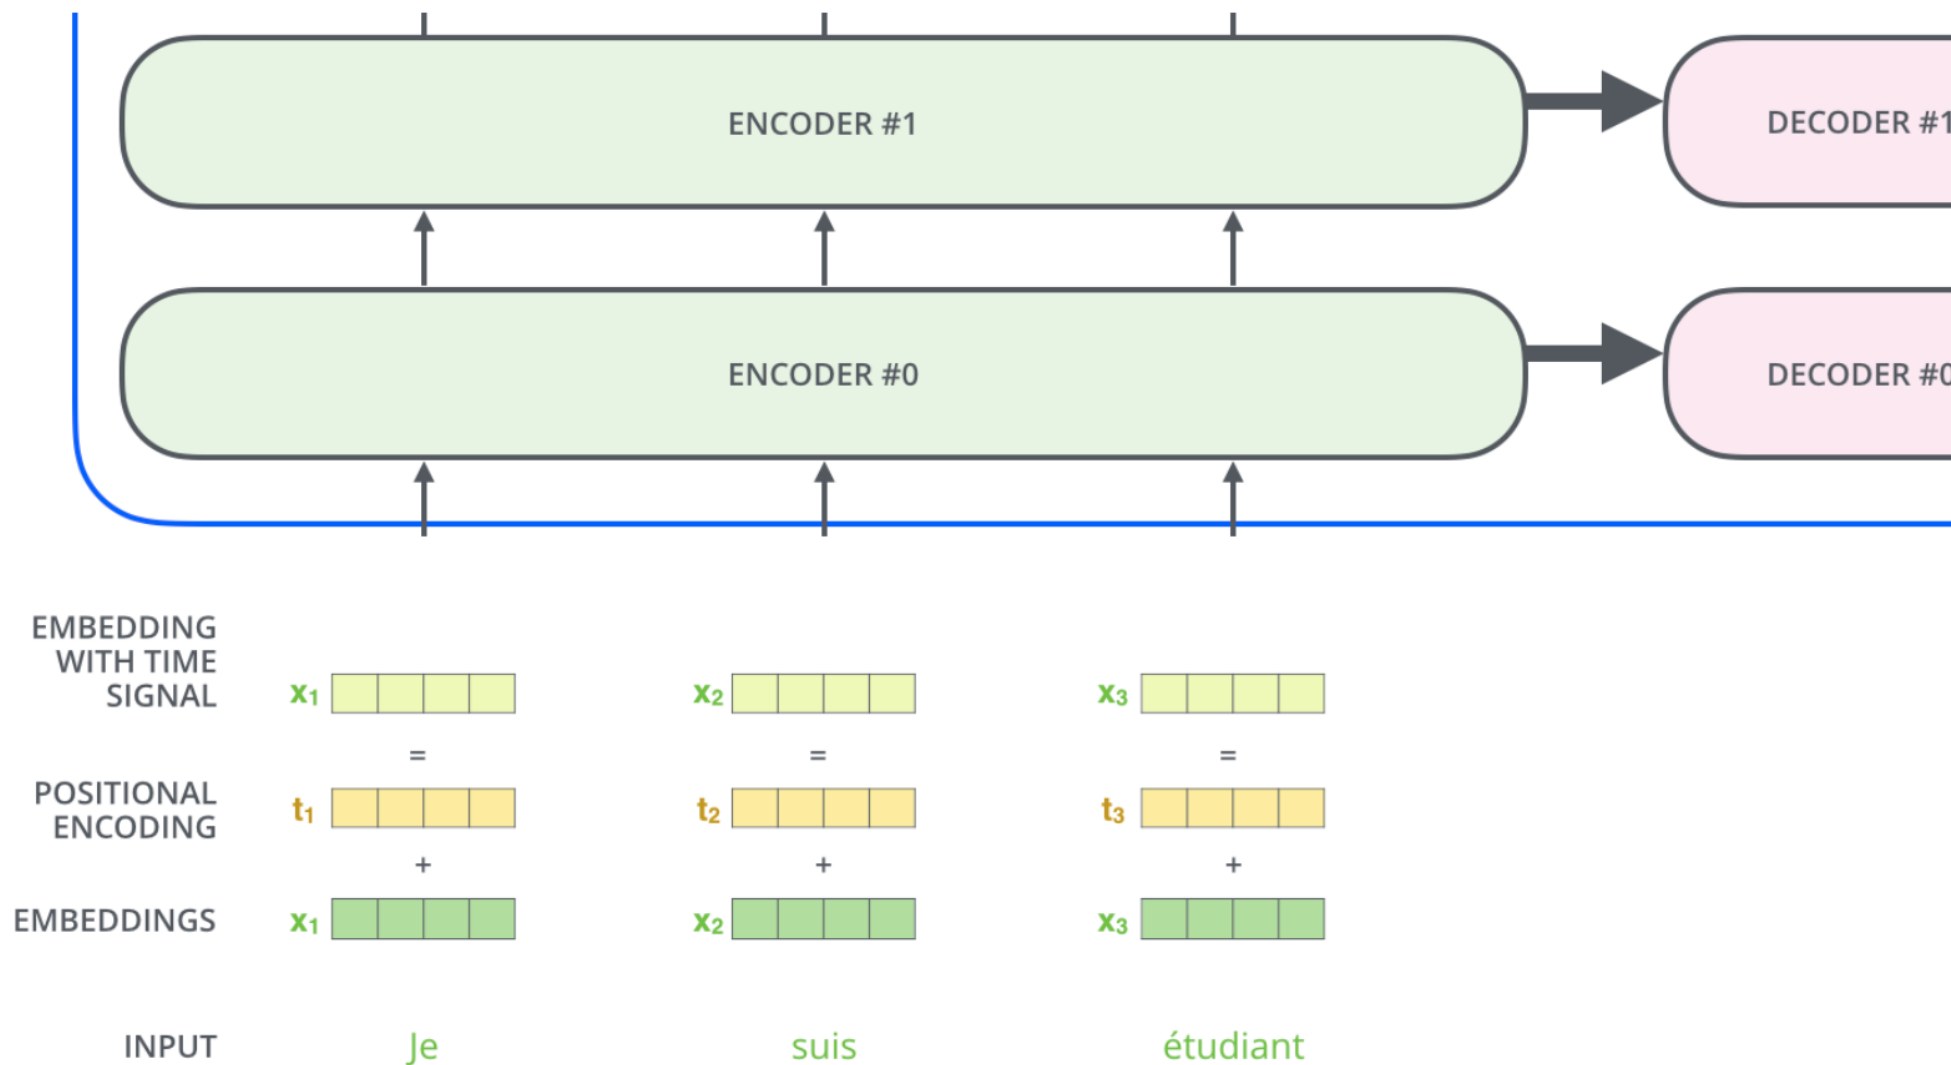 ENCODER #1
DECODER #1
ENCODER #0
DECODER #0
EMBEDDING
WITH TIME
SIGNAL
x₁
x₂
x₃
=
=
=
POSITIONAL
ENCODING
t₁
t₂
t₃
+
+
+
EMBEDDINGS
x₁
x₂
x₃
INPUT
Je
suis
étudiant